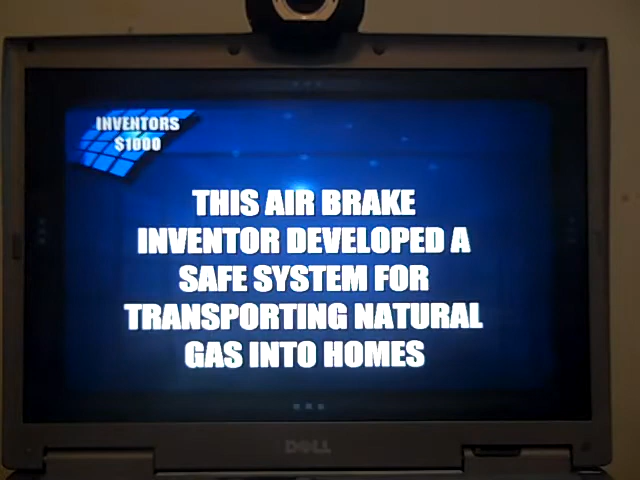 INVENTORS
$1000
THIS AIR BRAKE
INVENTOR DEVELOPED A
SAFE SYSTEM FOR
TRANSPORTING NATURAL
GAS INTO HOMES
DELL